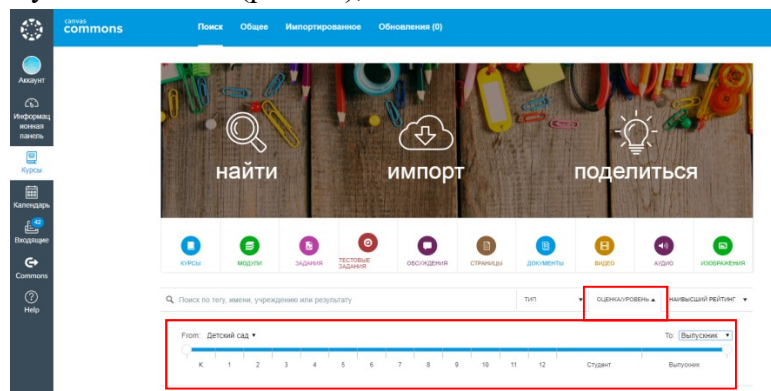 canvas
commons
Поиск Общее Импортированное Обновления (0)
Аккаунт
Информац
ионная
панель
Курсы
Календарь
42
Входящие
Commons
Help
найти импорт поделиться
КУРСЫ МОДУЛИ ЗАДАНИЯ ТЕСТОВЫЕ ЗАДАНИЯ ОБСУЖДЕНИЯ СТРАНИЦЫ ДОКУМЕНТЫ ВИДЕО АУДИО ИЗОБРАЖЕНИЯ
Поиск по тегу, имени, учреждению или результату ТИП ОЦЕНКА/УРОВЕНЬ НАИВЫСШИЙ РЕЙТИНГ
From: Детский сад To: Выпускник
K 1 2 3 4 5 6 7 8 9 10 11 12 Студент Выпускник